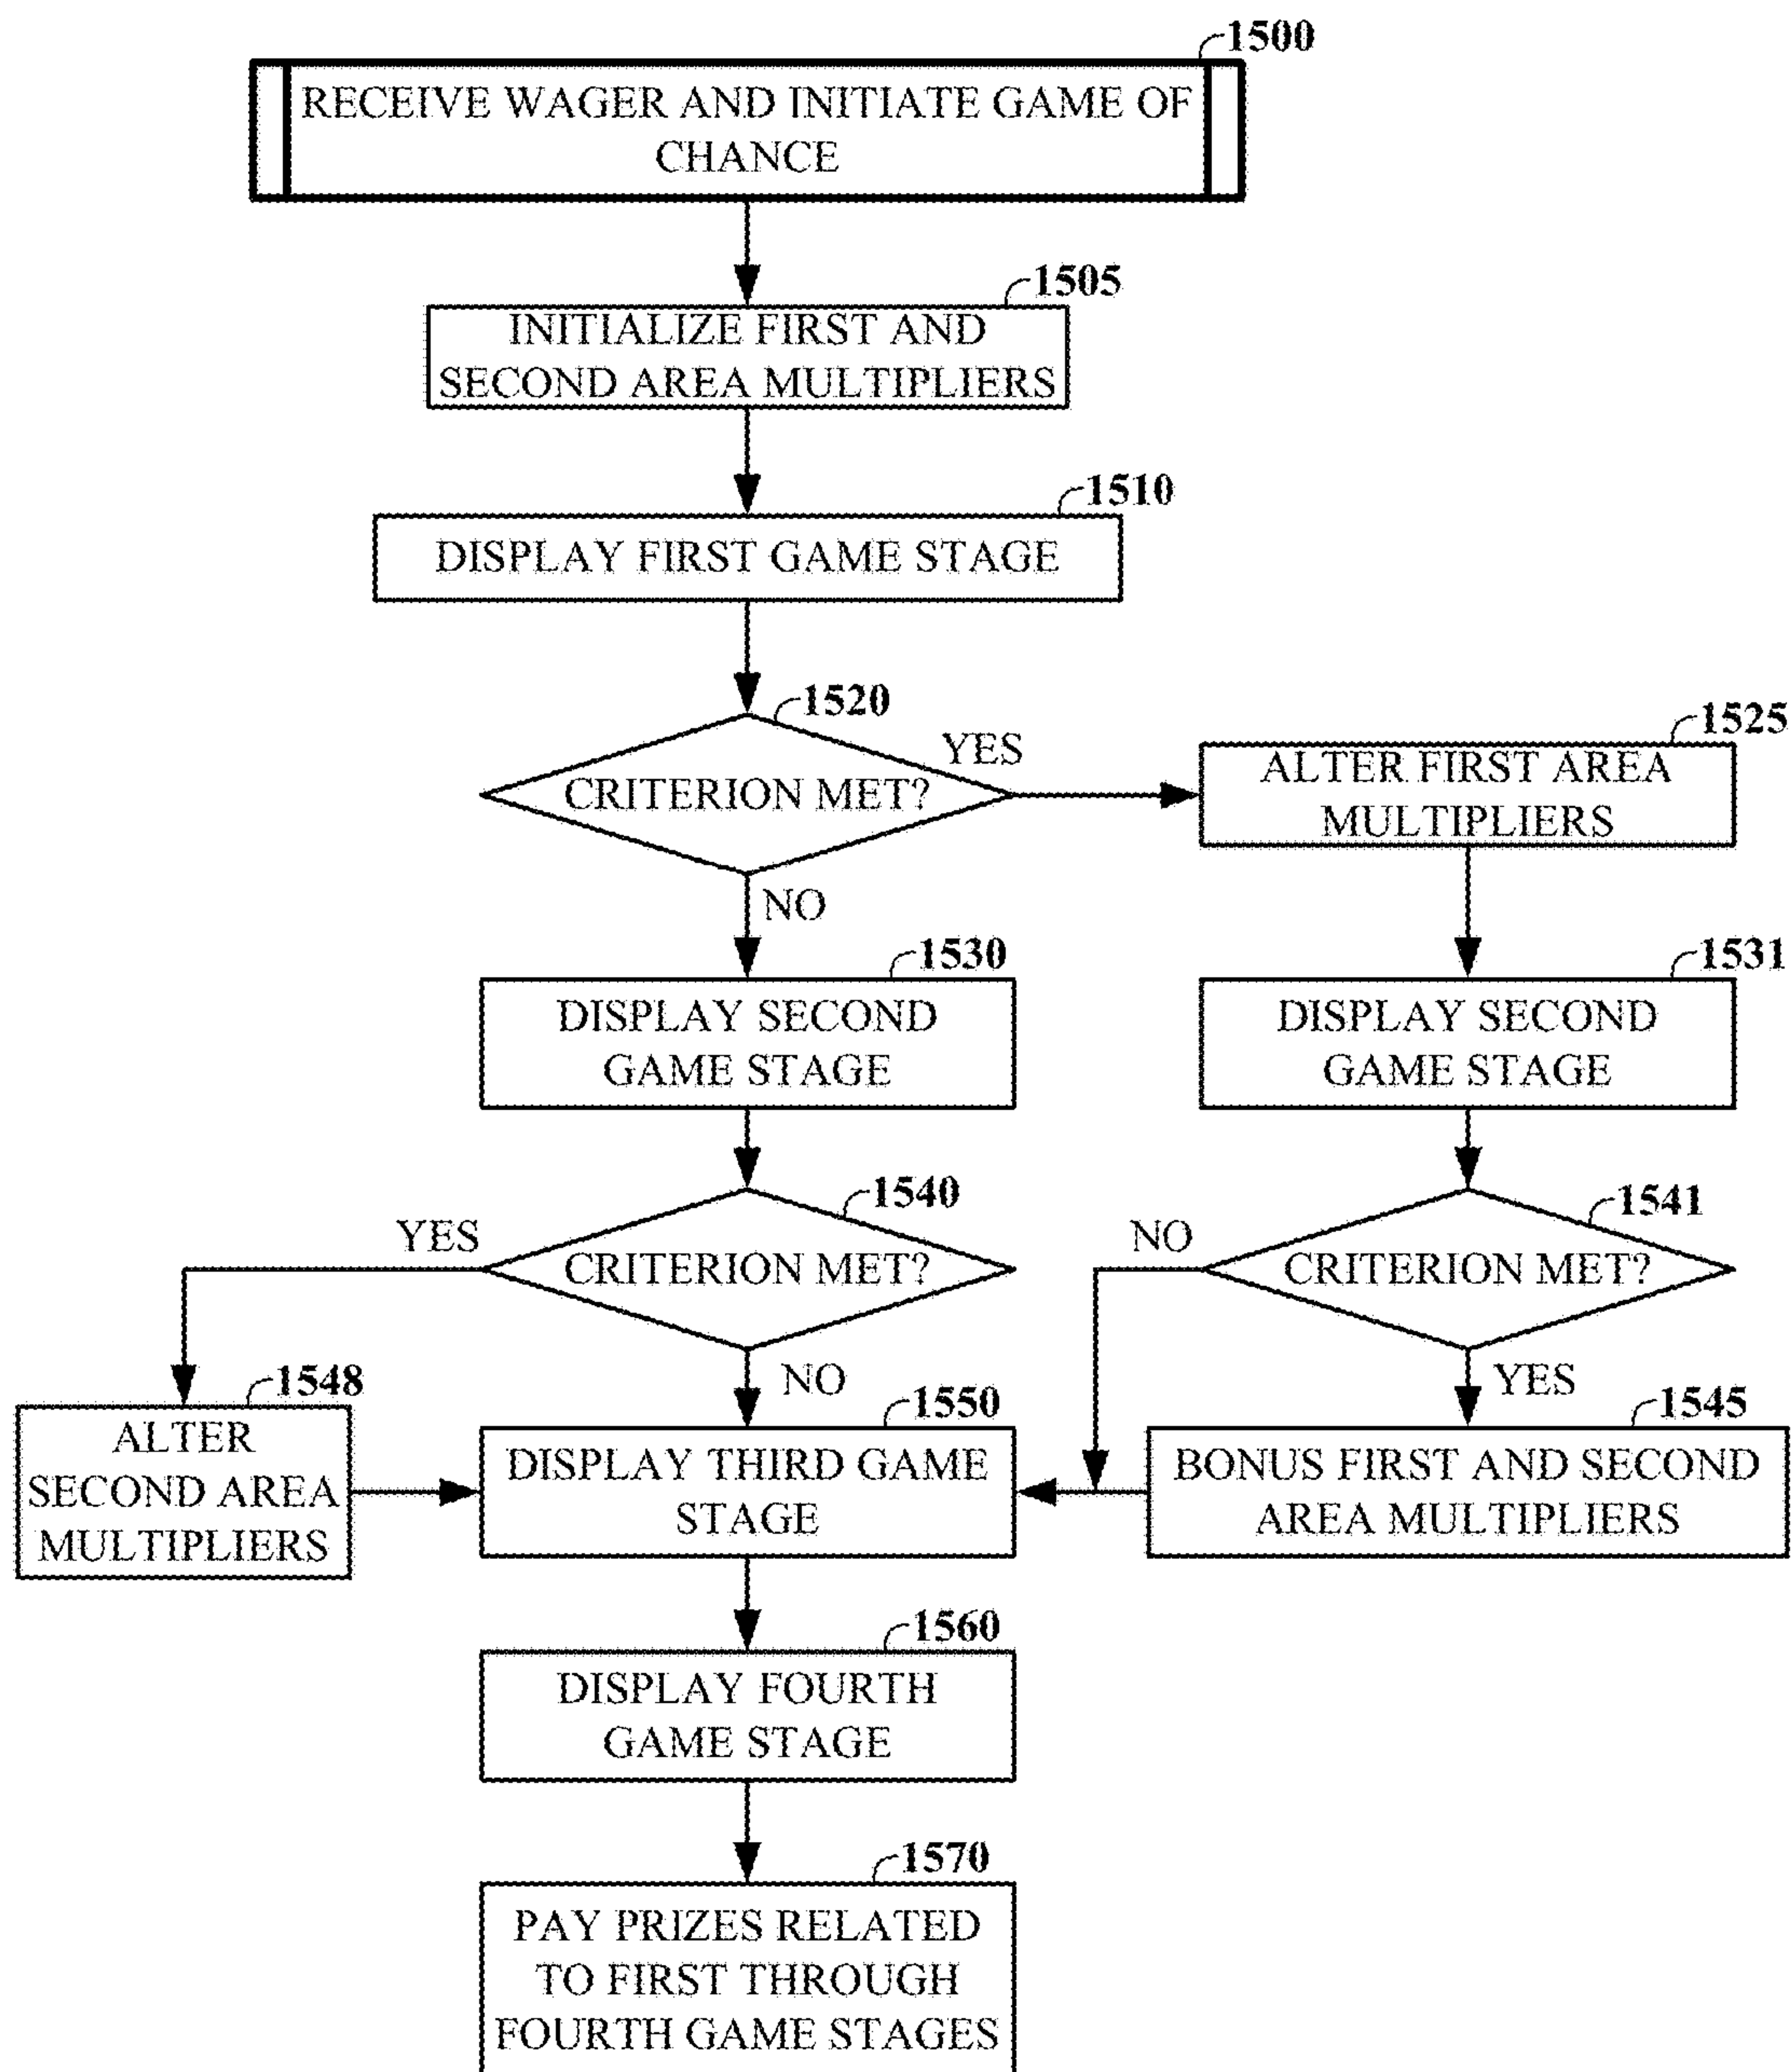 1500
RECEIVE WAGER AND INITIATE GAME OF
CHANCE
1505
INITIALIZE FIRST AND
SECOND AREA MULTIPLIERS
1510
DISPLAY FIRST GAME STAGE
1520
CRITERION MET?
YES
NO
1525
ALTER FIRST AREA
MULTIPLIERS
1530
DISPLAY SECOND
GAME STAGE
1531
DISPLAY SECOND
GAME STAGE
1540
CRITERION MET?
YES
NO
1541
CRITERION MET?
NO
YES
1548
ALTER
SECOND AREA
MULTIPLIERS
1550
DISPLAY THIRD GAME
STAGE
1545
BONUS FIRST AND SECOND
AREA MULTIPLIERS
1560
DISPLAY FOURTH
GAME STAGE
1570
PAY PRIZES RELATED
TO FIRST THROUGH
FOURTH GAME STAGES